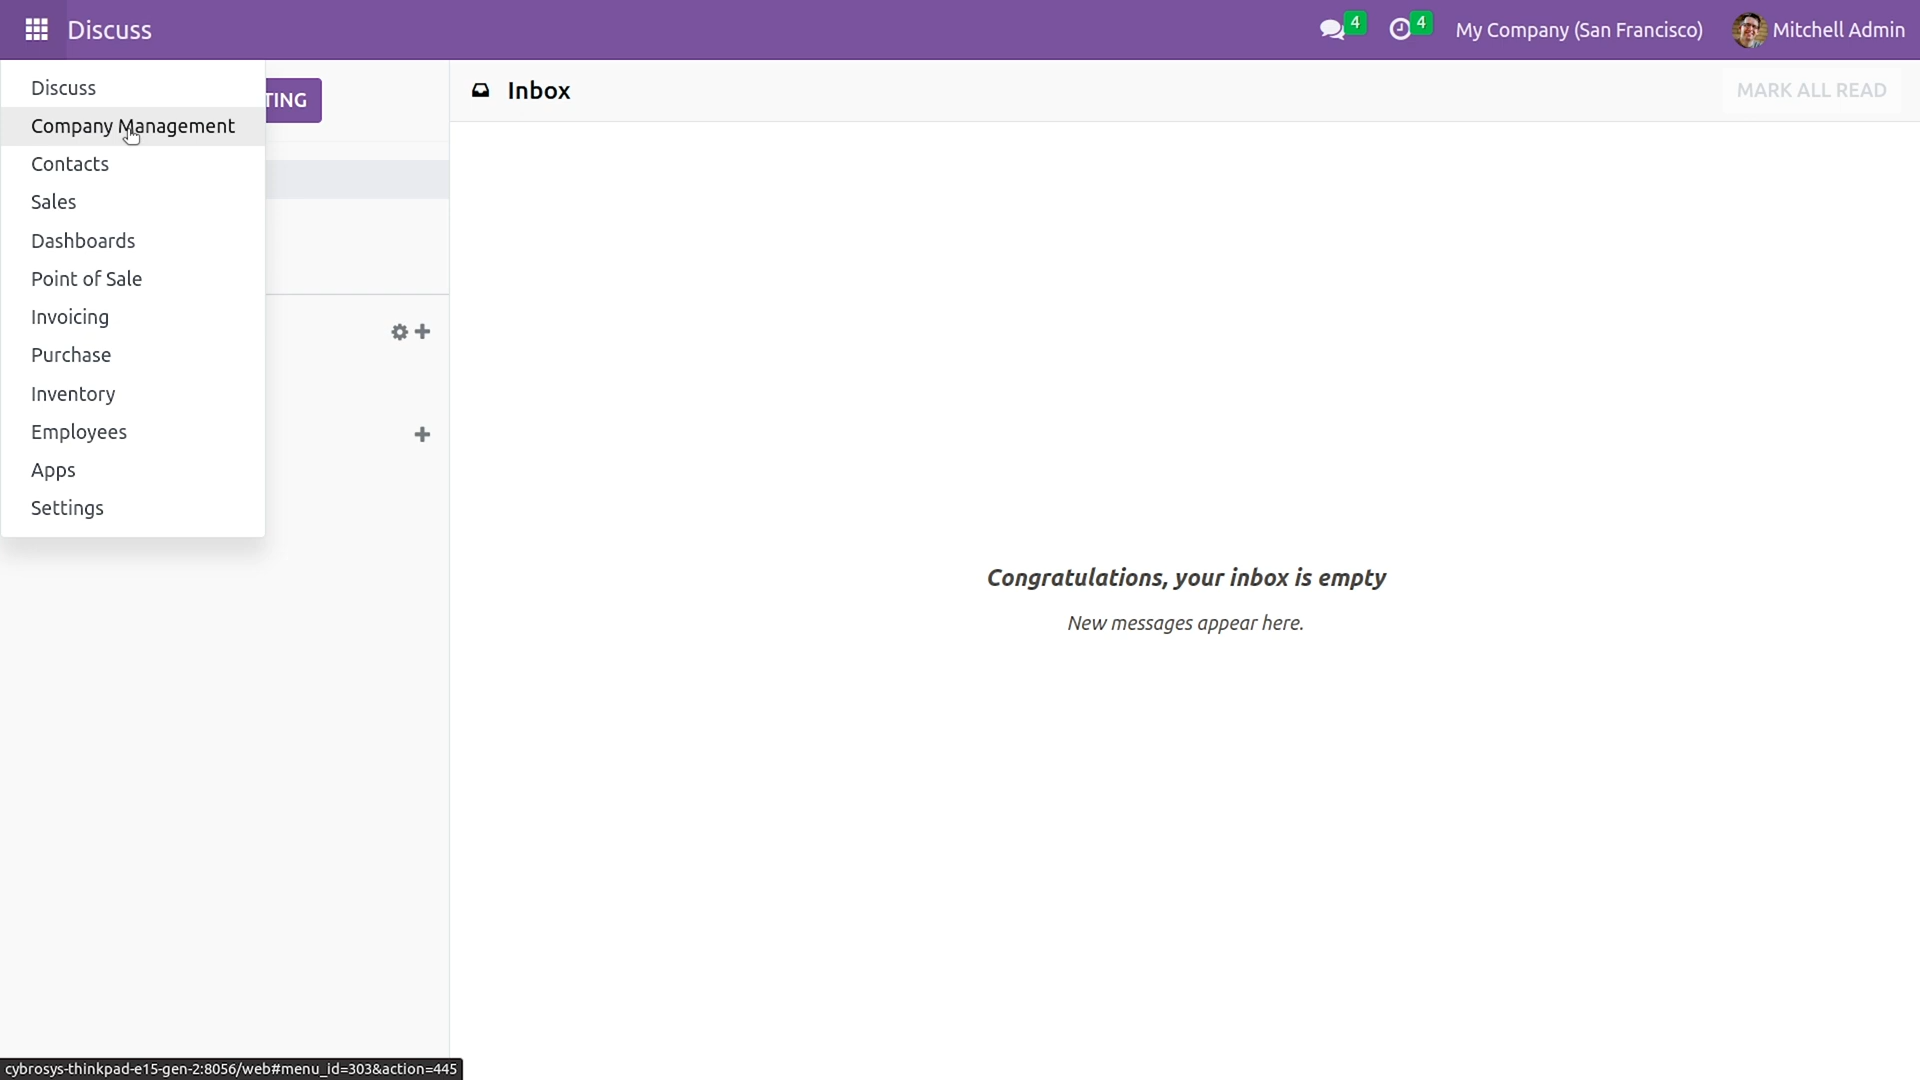 Discuss
4
4
My Company (San Francisco)
Mitchell Admin
Discuss
Company Management
Contacts
Sales
Dashboards
Point of Sale
Invoicing
Purchase
Inventory
Employees
Apps
Settings
TING
Inbox
MARK ALL READ
Congratulations, your inbox is empty
New messages appear here.
cybrosys-thinkpad-e15-gen-2:8056/web#menu_id=303&action=445